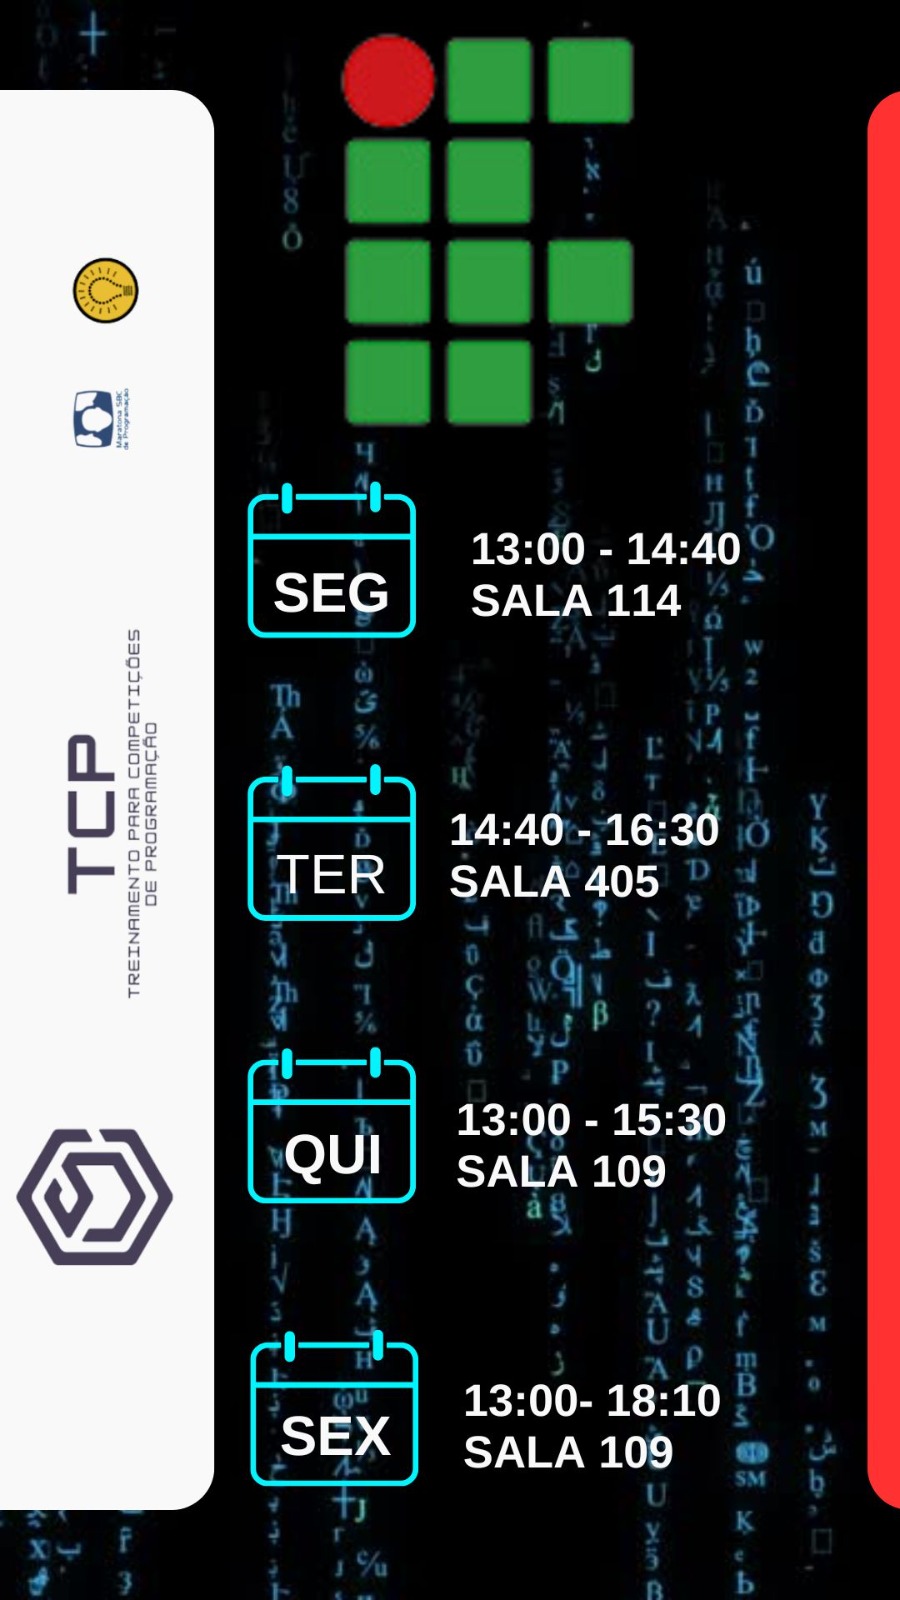 Maratona SBC
de Programação
TCP
TREINAMENTO PARA COMPETIÇÕES
DE PROGRAMAÇÃO
SEG
13:00 - 14:40
SALA 114
TER
14:40 - 16:30
SALA 405
QUI
13:00 - 15:30
SALA 109
SEX
13:00- 18:10
SALA 109